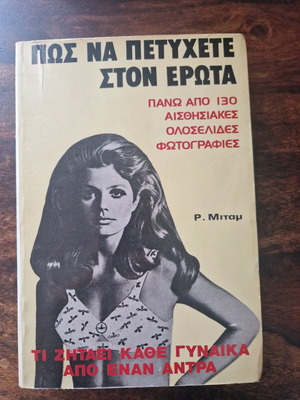 ΠΩΣ ΝΑ ΠΕΤΥΧΕΤΕ
ΣΤΟΝ ΕΡΩΤΑ
ΠΑΝΩ ΑΠΟ 130
ΑΙΣΘΗΣΙΑΚΕΣ
ΟΛΟΣΕΛΙΔΕΣ
ΦΩΤΟΓΡΑΦΙΕΣ
Ρ. Μιταμ
ΤΙ ΖΗΤΑΕΙ ΚΑΘΕ ΓΥΝΑΙΚΑ
ΑΠΟ ΕΝΑΝ ΑΝΤΡΑ